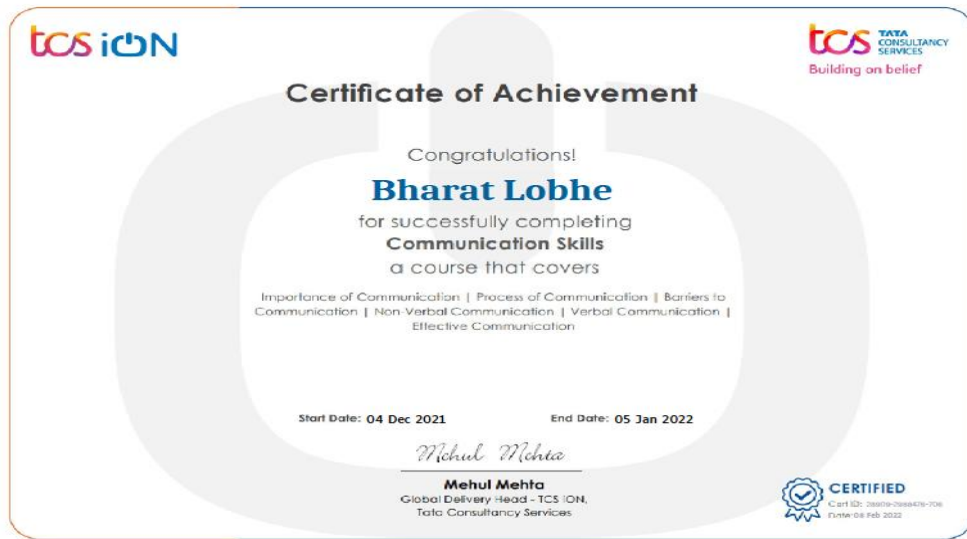 tcs iON
tcs TATA
CONSULTANCY
SERVICES
Building on belief
Certificate of Achievement
Congratulations!
Bharat Lobhe
for successfully completing
Communication Skills
a course that covers
Importance of Communication | Process of Communication | Barriers to
Communication | Non-Verbal Communication | Verbal Communication |
Effective Communication
Start Date: 04 Dec 2021 End Date: 05 Jan 2022
Mehul Mehta
Mehul Mehta
Global Delivery Head - TCS iON,
Tata Consultancy Services
CERTIFIED
Cert ID:
Date: 08 Feb 2022